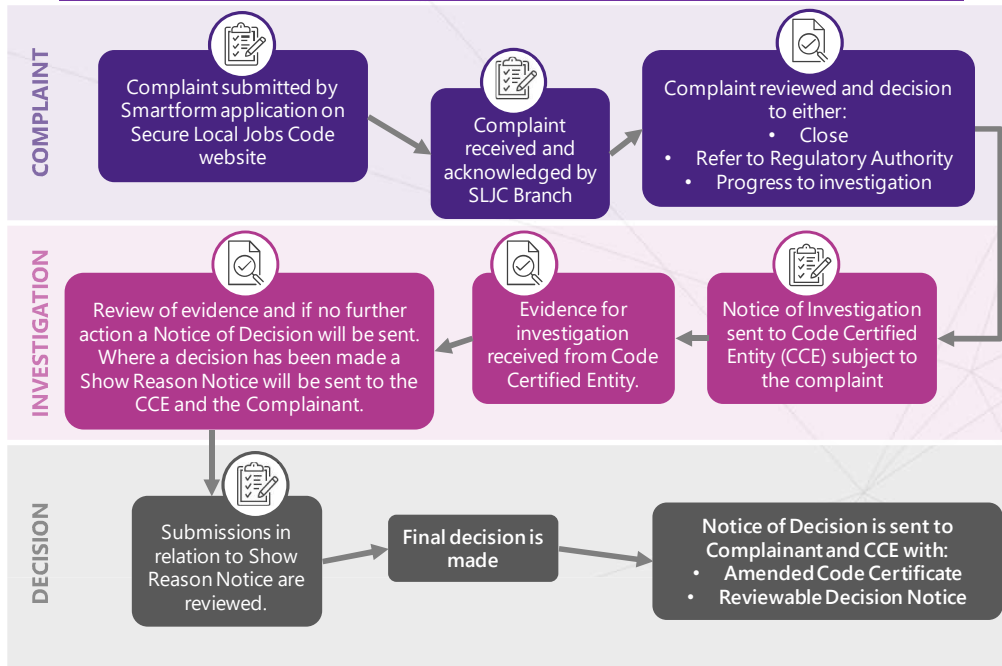 COMPLAINT
Complaint submitted by
Smartform application on
Secure Local Jobs Code
website
Complaint
received and
acknowledged by
SLJC Branch
Complaint reviewed and decision
to either:
• Close
• Refer to Regulatory Authority
• Progress to investigation
INVESTIGATION
Notice of Investigation
sent to Code Certified
Entity (CCE) subject to
the complaint
Evidence for
investigation
received from Code
Certified Entity.
Review of evidence and if no further
action a Notice of Decision will be sent.
Where a decision has been made a
Show Reason Notice will be sent to the
CCE and the Complainant.
DECISION
Submissions in
relation to Show
Reason Notice are
reviewed.
Final decision is
made
Notice of Decision is sent to
Complainant and CCE with:
• Amended Code Certificate
• Reviewable Decision Notice